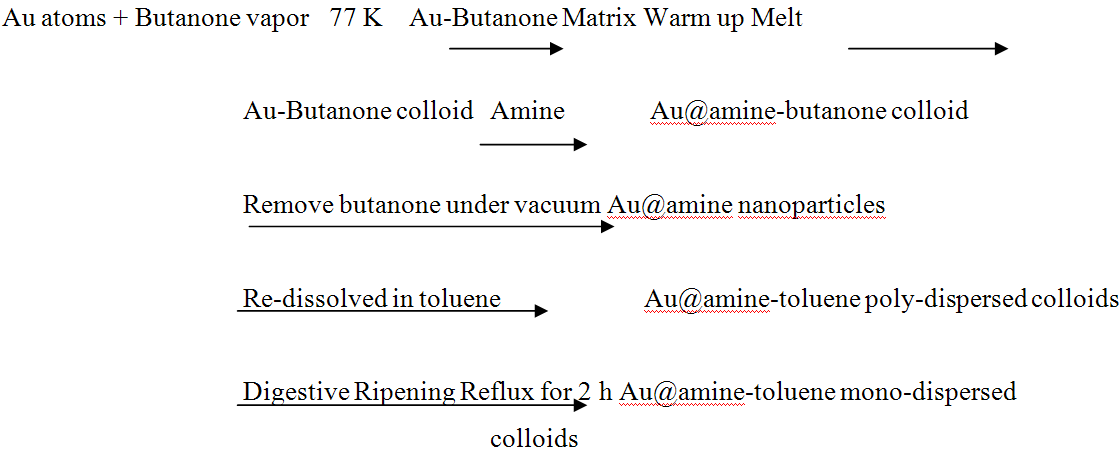 Au atoms + Butanone vapor 77 K Au-Butanone Matrix Warm up Melt
Au-Butanone colloid Amine Au@amine-butanone colloid
Remove butanone under vacuum Au@amine nanoparticles
Re-dissolved in toluene Au@amine-toluene poly-dispersed colloids
Digestive Ripening Reflux for 2 h Au@amine-toluene mono-dispersed
colloids